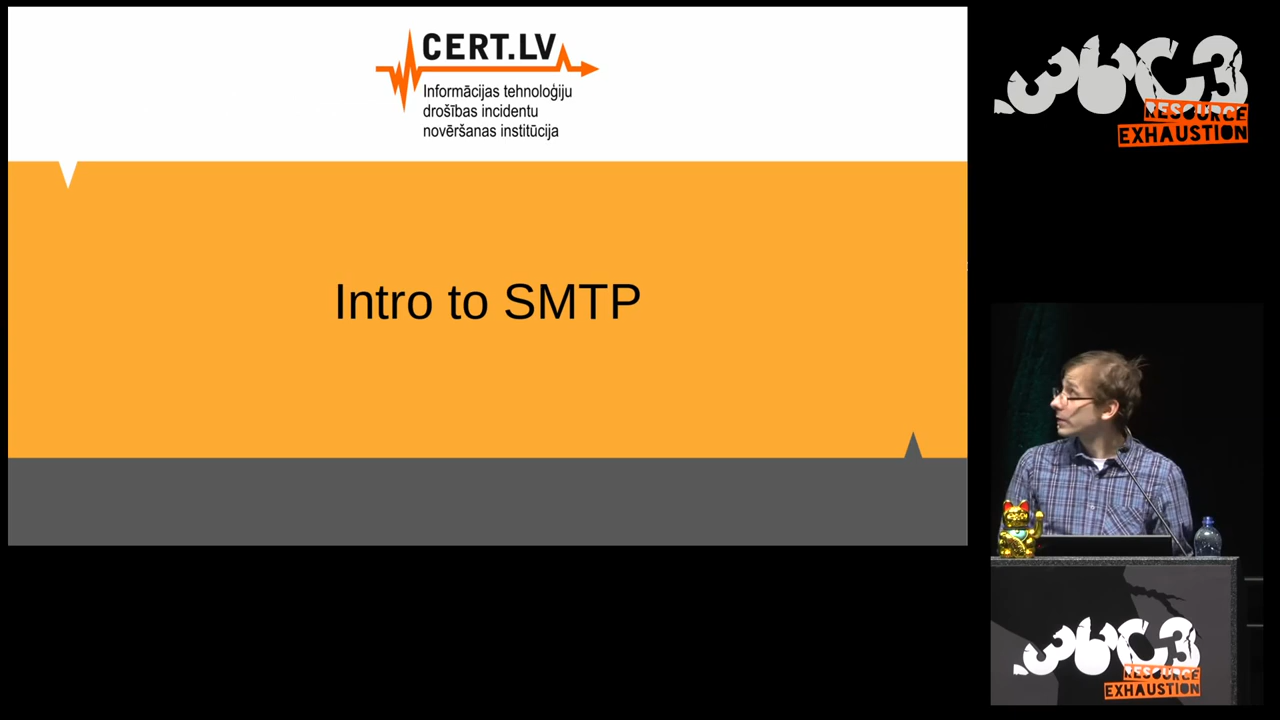 CERT.LV
Informācijas tehnoloģiju
drošības incidentu
novēršanas institūcija
Intro to SMTP
36C3
RESOURCE
EXHAUSTION
36C3
RESOURCE
EXHAUSTION